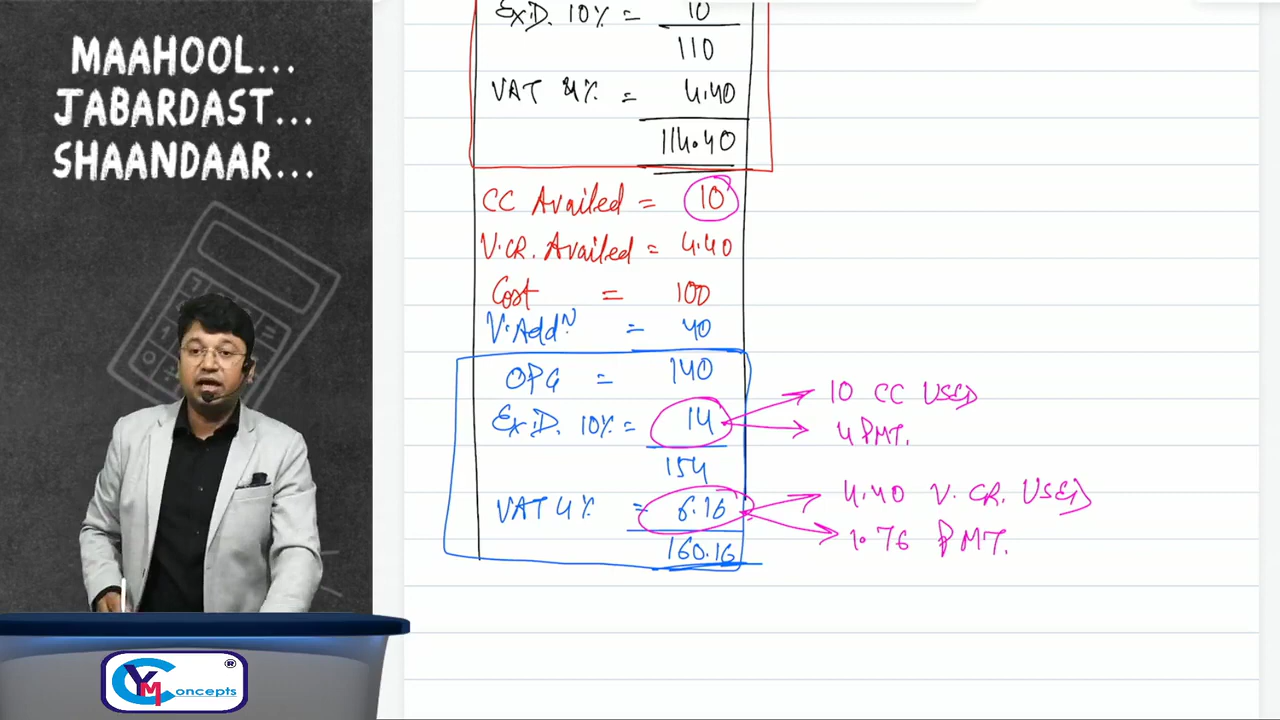 MAAHOOL...
JABARDAST...
SHAANDAAR...
Ex.D. 10% = 10
110
VAT 4% = 4.40
114.40
CC Availed = 10
V.CR. Availed = 4.40
Cost = 100
V.Addⁿ = 40
OPG = 140
Ex.D. 10% = 14
10 CC USED
4 PMT.
154
VAT 4% = 6.16
4.40 V.CR. USED
1.76 PMT.
160.16
YM Concepts ®